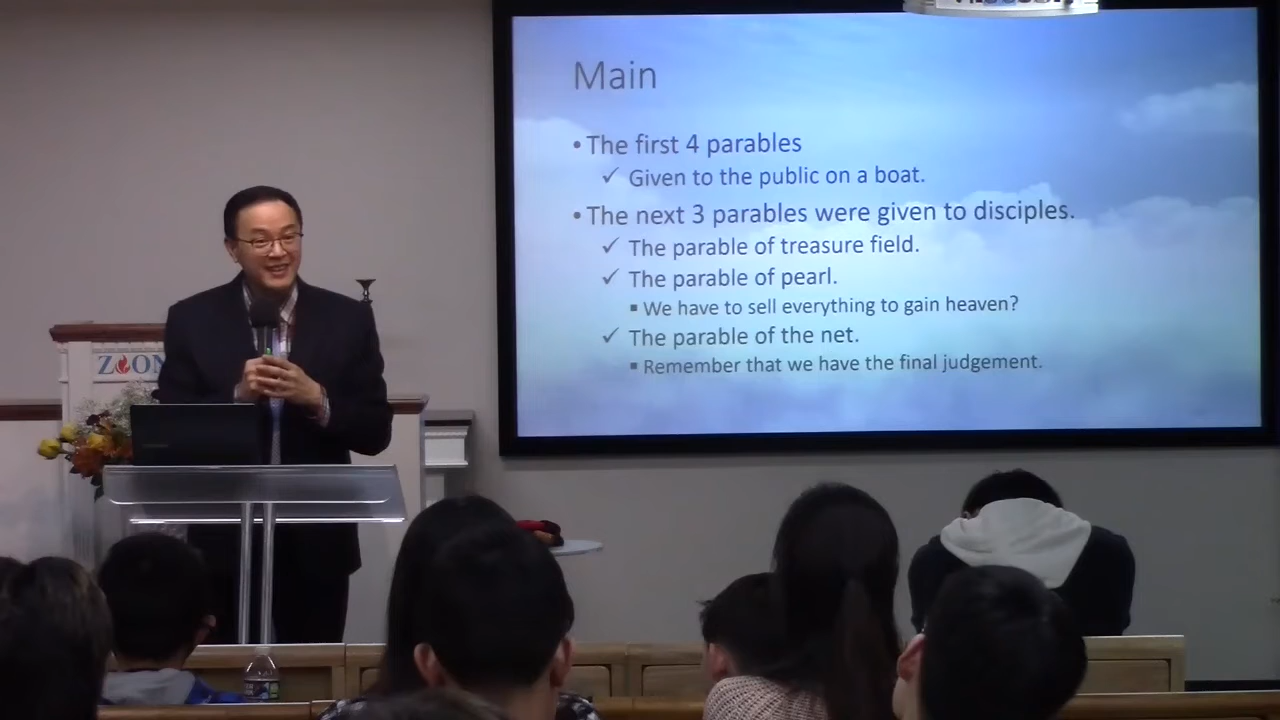 Main
• The first 4 parables
✓ Given to the public on a boat.
• The next 3 parables were given to disciples.
✓ The parable of treasure field.
✓ The parable of pearl.
▪ We have to sell everything to gain heaven?
✓ The parable of the net.
▪ Remember that we have the final judgement.
ZION